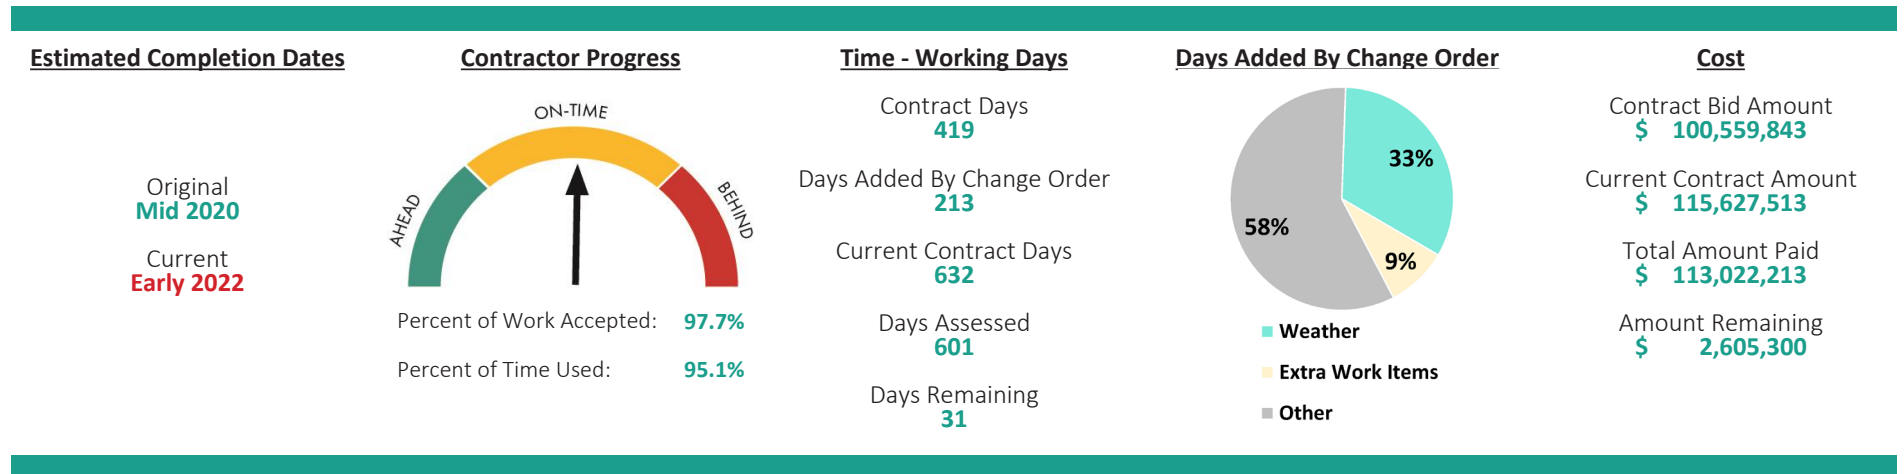 Estimated Completion Dates
Original
Mid 2020
Current
Early 2022
Contractor Progress
ON-TIME
AHEAD
BEHIND
Percent of Work Accepted: 97.7%
Percent of Time Used: 95.1%
Time - Working Days
Contract Days
419
Days Added By Change Order
213
Current Contract Days
632
Days Assessed
601
Days Remaining
31
Days Added By Change Order
33%
58%
9%
Weather
Extra Work Items
Other
Cost
Contract Bid Amount
$ 100,559,843
Current Contract Amount
$ 115,627,513
Total Amount Paid
$ 113,022,213
Amount Remaining
$ 2,605,300